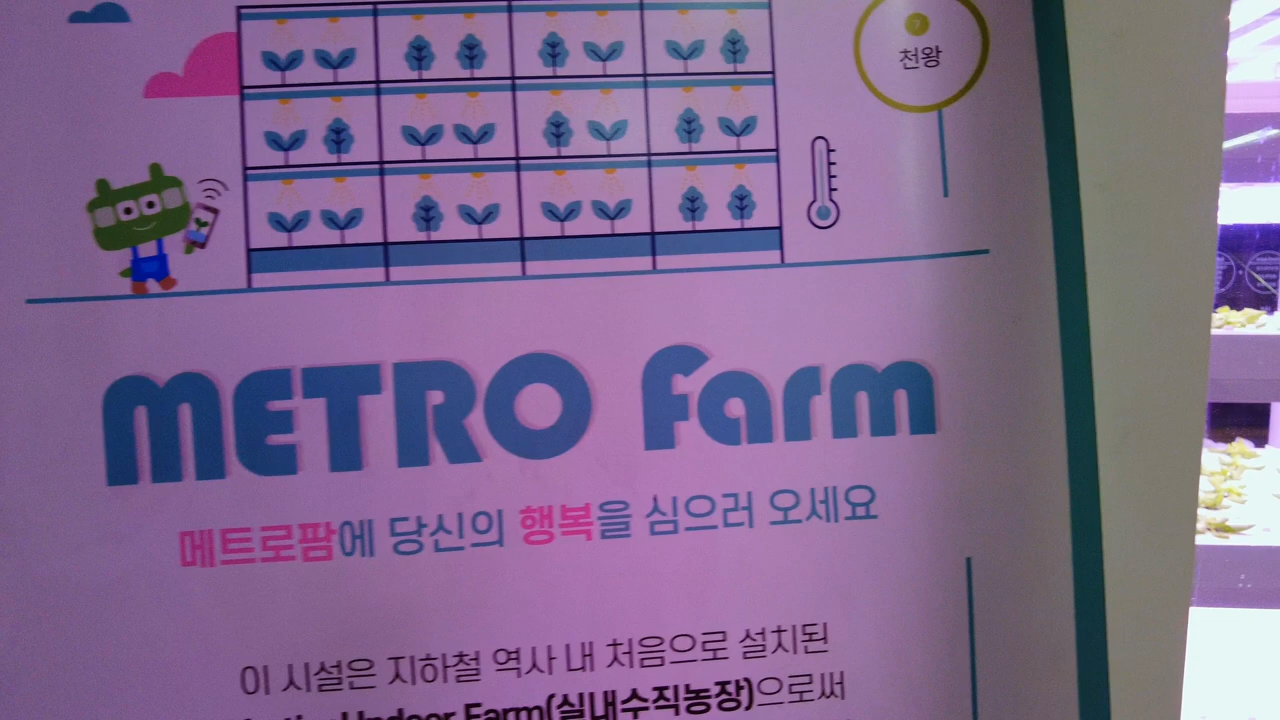 7
천왕
METRO Farm
메트로팜에 당신의 행복을 심으러 오세요
이 시설은 지하철 역사 내 처음으로 설치된
Indoor Farm(실내수직농장)으로써